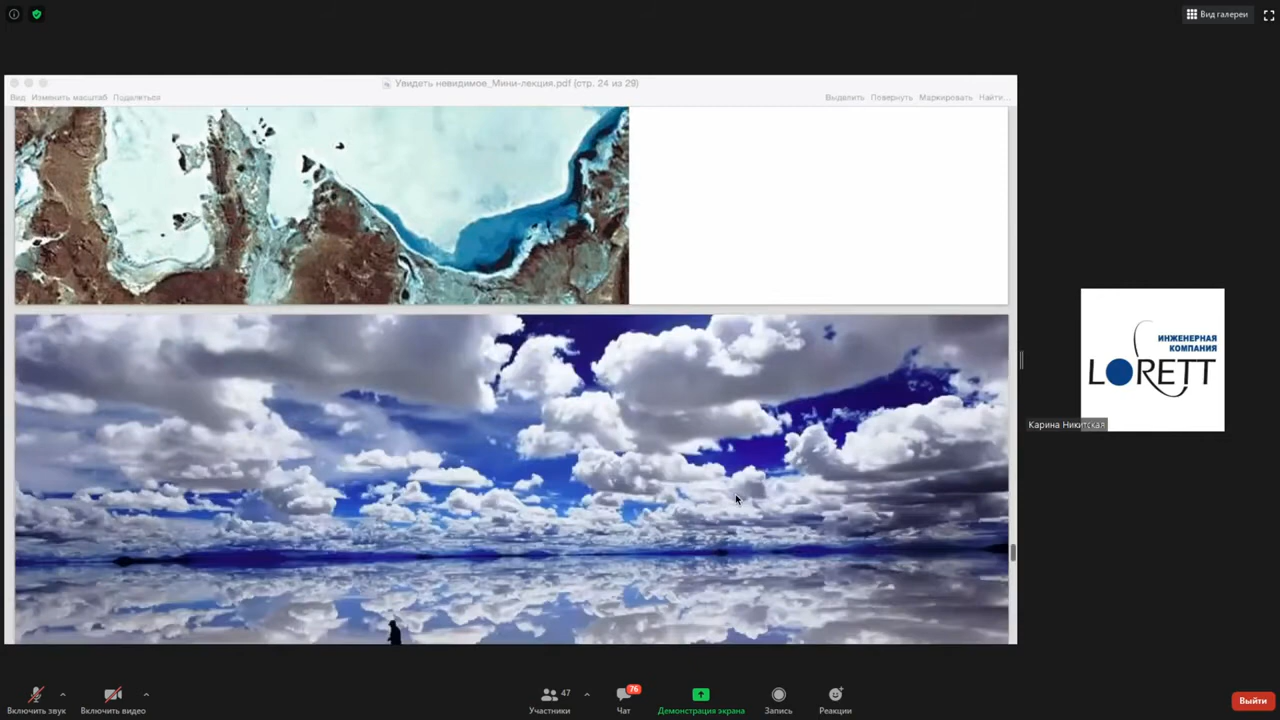 Вид галереи
Увидеть невидимое_Мини-лекция.pdf (стр. 24 из 29)
Вид Изменить масштаб Поделяться
Выделить Повернуть Маркировать Найти...
ИНЖЕНЕРНАЯ
КОМПАНИЯ
LORETT
Карина Никитская
47
76
Включить звук
Включить видео
Участники
Чат
Демонстрация экрана
Запись
Реакции
Выйти